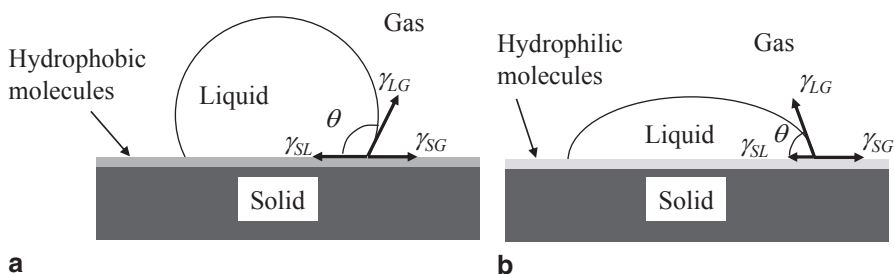 Gas
Hydrophobic
molecules
Liquid
γLG
θ
γSL
γSG
Solid
a
Hydrophilic
molecules
Gas
γLG
Liquid
θ
γSL
γSG
Solid
b